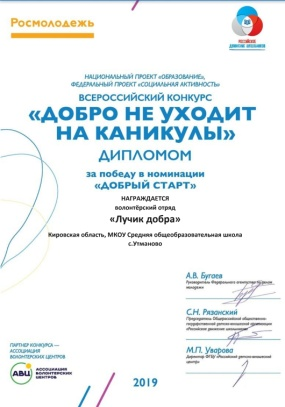 Росмолодёжь
РОССИЙСКОЕ
ДВИЖЕНИЕ ШКОЛЬНИКОВ
НАЦИОНАЛЬНЫЙ ПРОЕКТ «ОБРАЗОВАНИЕ»,
ФЕДЕРАЛЬНЫЙ ПРОЕКТ «СОЦИАЛЬНАЯ АКТИВНОСТЬ»
ВСЕРОССИЙСКИЙ КОНКУРС
«ДОБРО НЕ УХОДИТ
НА КАНИКУЛЫ»
ДИПЛОМОМ
за победу в номинации
«ДОБРЫЙ СТАРТ»
НАГРАЖДАЕТСЯ
волонтёрский отряд
«Лучик добра»
Кировская область, МКОУ Средняя общеобразовательная школа
с.Утманово
А.В. Бугаев
Руководитель Федерального агентства по делам
молодежи
С.Н. Рязанский
Председатель Общероссийской общественно-
государственной детско-юношеской организации
«Российское движение школьников»
М.П. Уварова
Директор ФГБУ «Российский детско-юношеский
центр»
ПАРТНЕР КОНКУРСА —
АССОЦИАЦИЯ
ВОЛОНТЕРСКИХ ЦЕНТРОВ
АВЦ
АССОЦИАЦИЯ
ВОЛОНТЕРСКИХ
ЦЕНТРОВ
2019